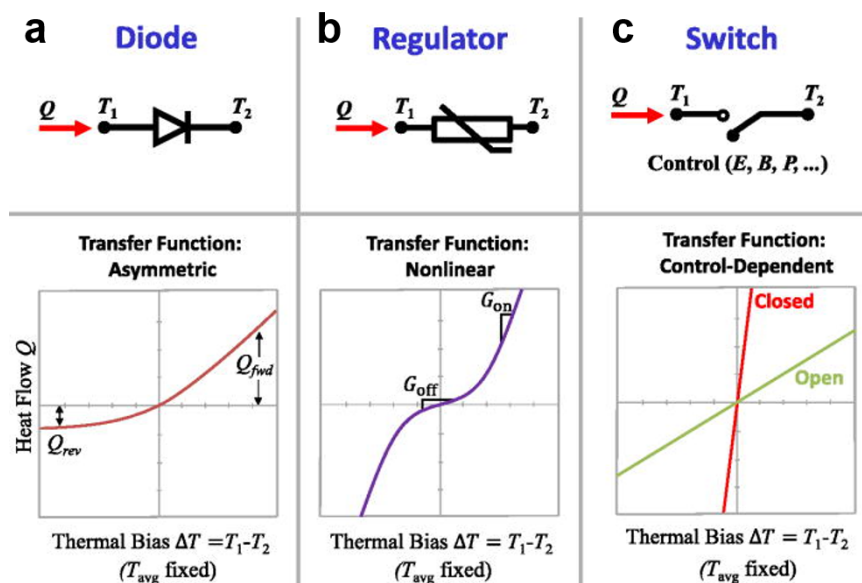 a
Diode
Q
T1
T2
b
Regulator
Q
T1
T2
c
Switch
Q
T1
T2
Control (E, B, P, ...)
Transfer Function:
Asymmetric
Heat Flow Q
Qfwd
Qrev
Thermal Bias ΔT =T1-T2
(Tavg fixed)
Transfer Function:
Nonlinear
Gon
Goff
Thermal Bias ΔT = T1-T2
(Tavg fixed)
Transfer Function:
Control-Dependent
Closed
Open
Thermal Bias ΔT = T1-T2
(Tavg fixed)